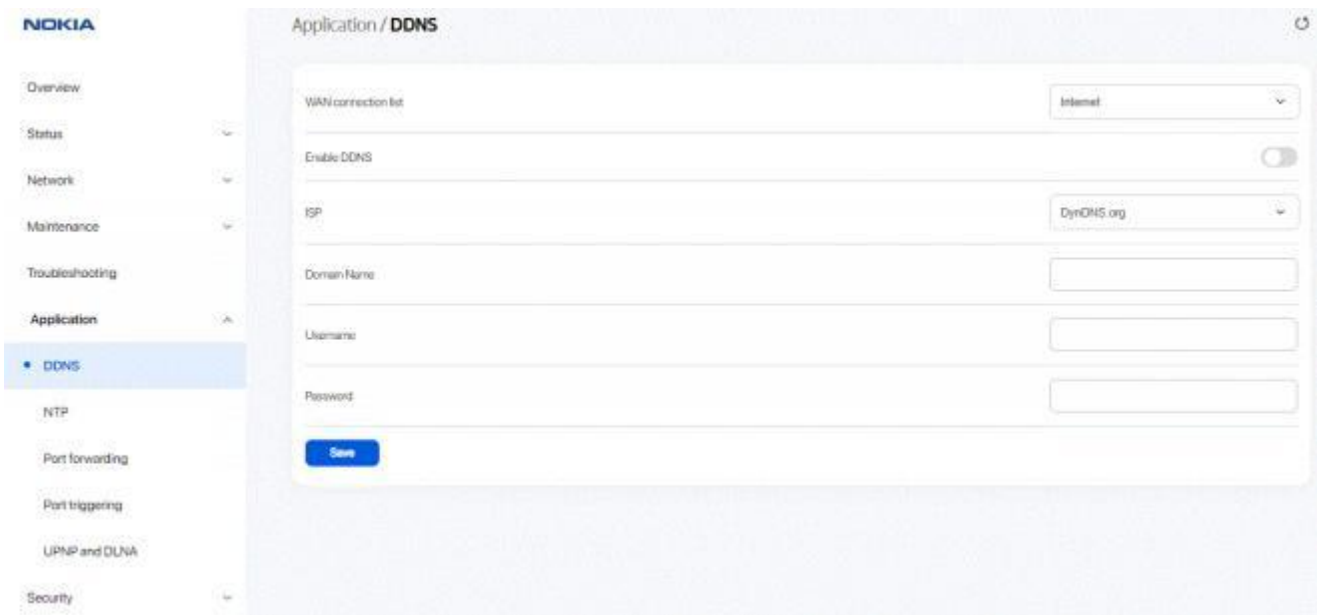 NOKIA
Application / DDNS
Overview
Status
Network
Maintenance
Troubleshooting
Application
DDNS
NTP
Port forwarding
Port triggering
UPNP and DLNA
Security
WAN connection list
Internet
Enable DDNS
ISP
DynDNS.org
Domain Name
Username
Password
Save